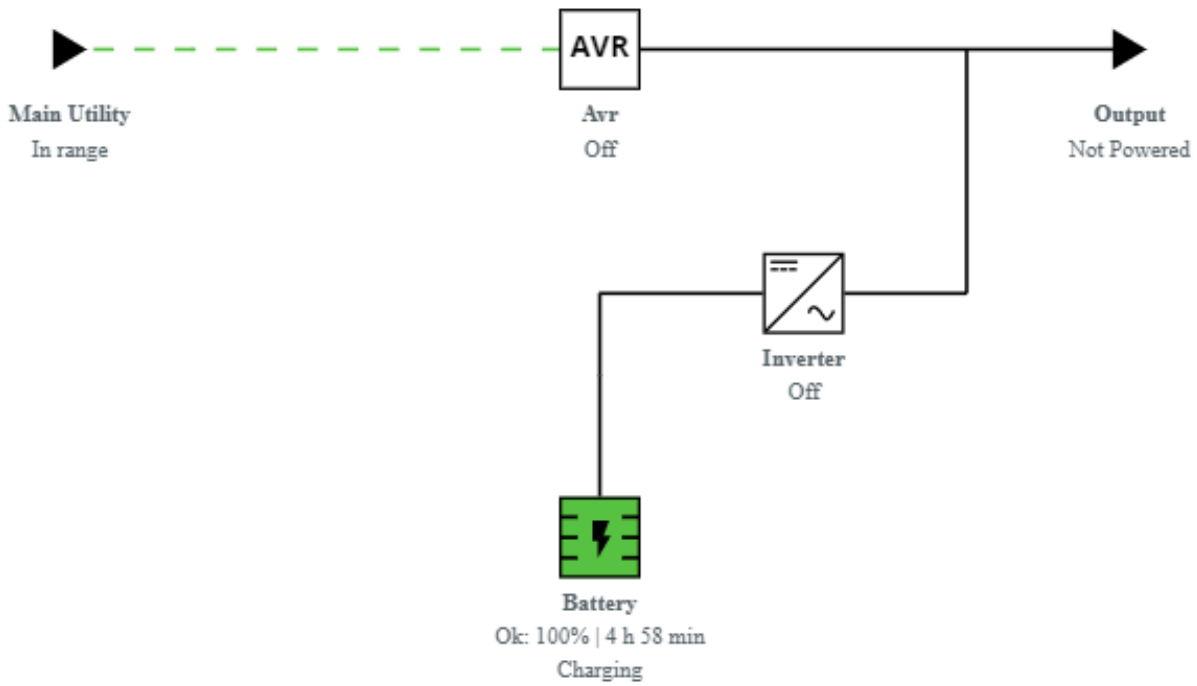 AVR
Main Utility
In range
Avr
Off
Output
Not Powered
Inverter
Off
Battery
Ok: 100% | 4 h 58 min
Charging